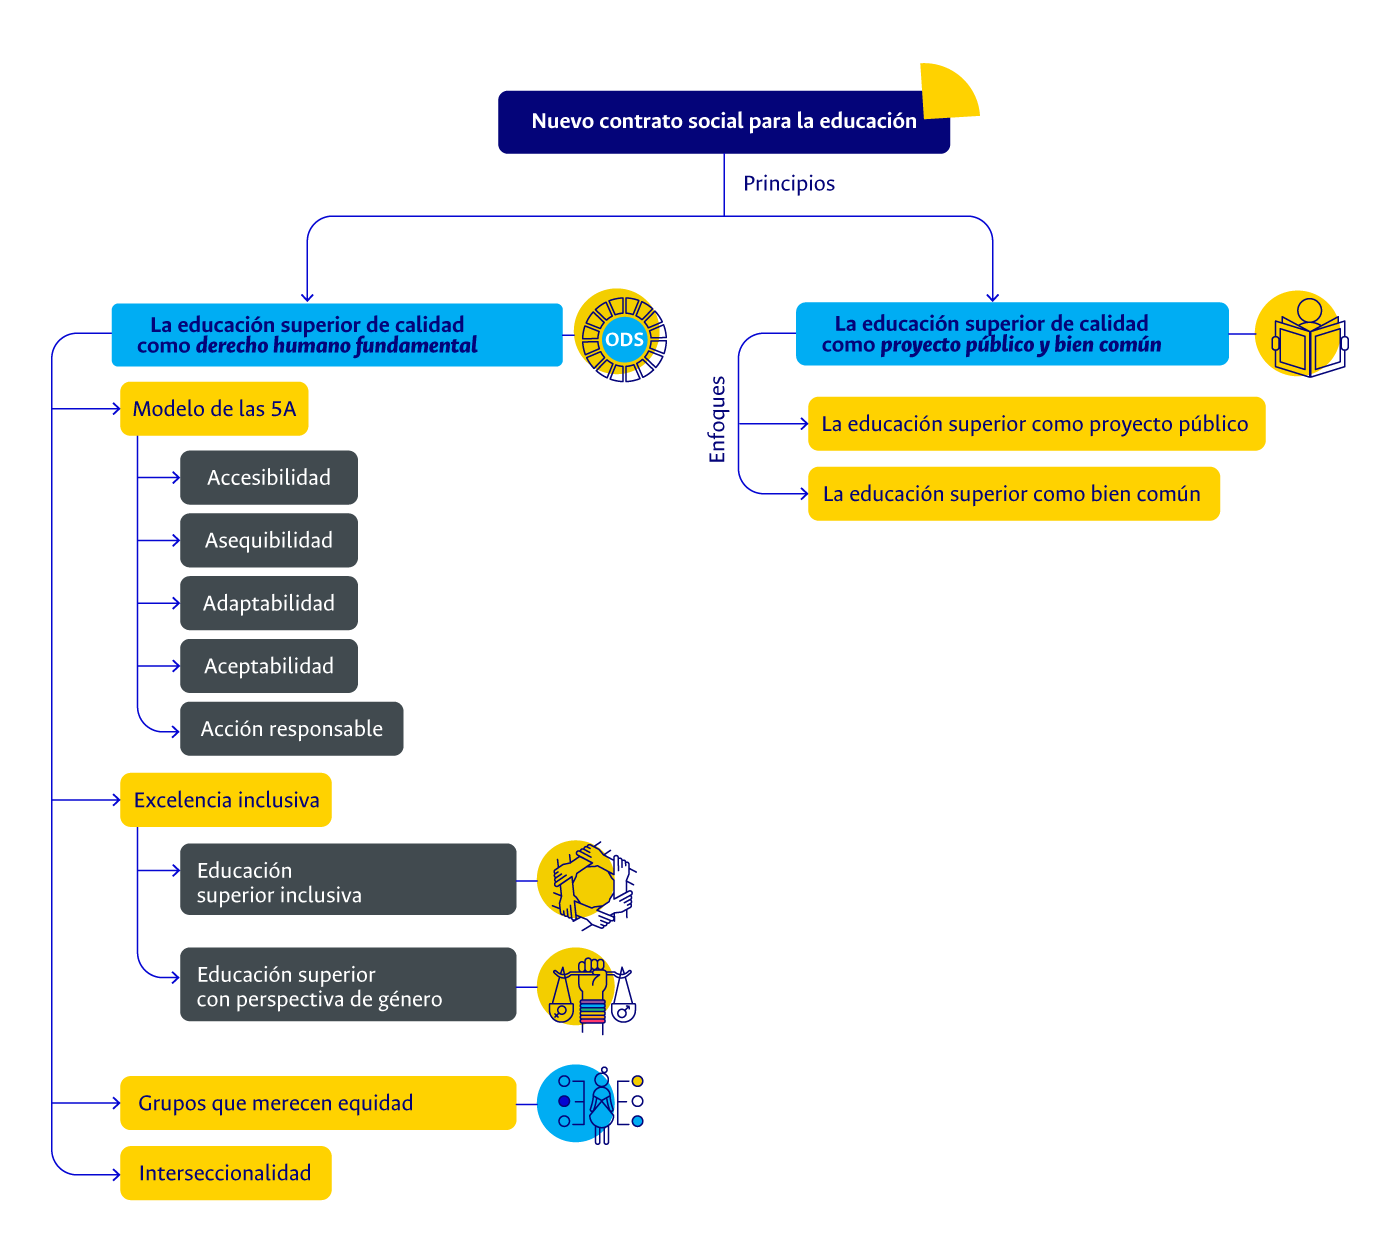 Nuevo contrato social para la educación
Principios
La educación superior de calidad
como derecho humano fundamental
ODS
Modelo de las 5A
Accesibilidad
Asequibilidad
Adaptabilidad
Aceptabilidad
Acción responsable
Excelencia inclusiva
Educación
superior inclusiva
Educación superior
con perspectiva de género
Grupos que merecen equidad
Interseccionalidad
La educación superior de calidad
como proyecto público y bien común
Enfoques
La educación superior como proyecto público
La educación superior como bien común